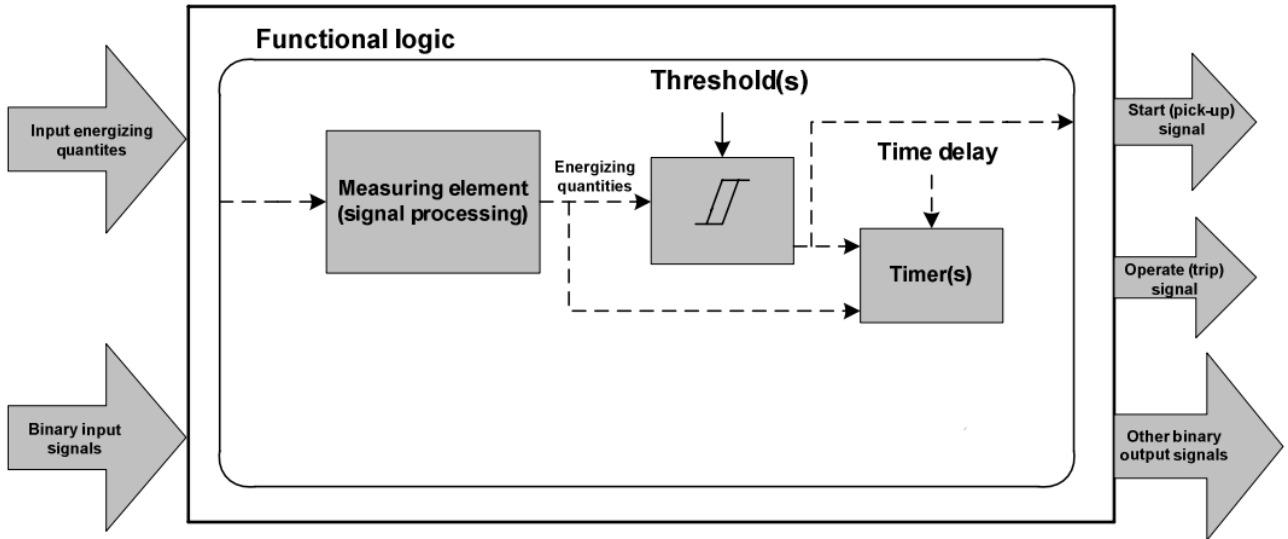 Functional logic
Input energizing
quantites
Binary input
signals
Measuring element
(signal processing)
Energizing
quantities
Threshold(s)
Time delay
Timer(s)
Start (pick-up)
signal
Operate (trip)
signal
Other binary
output signals